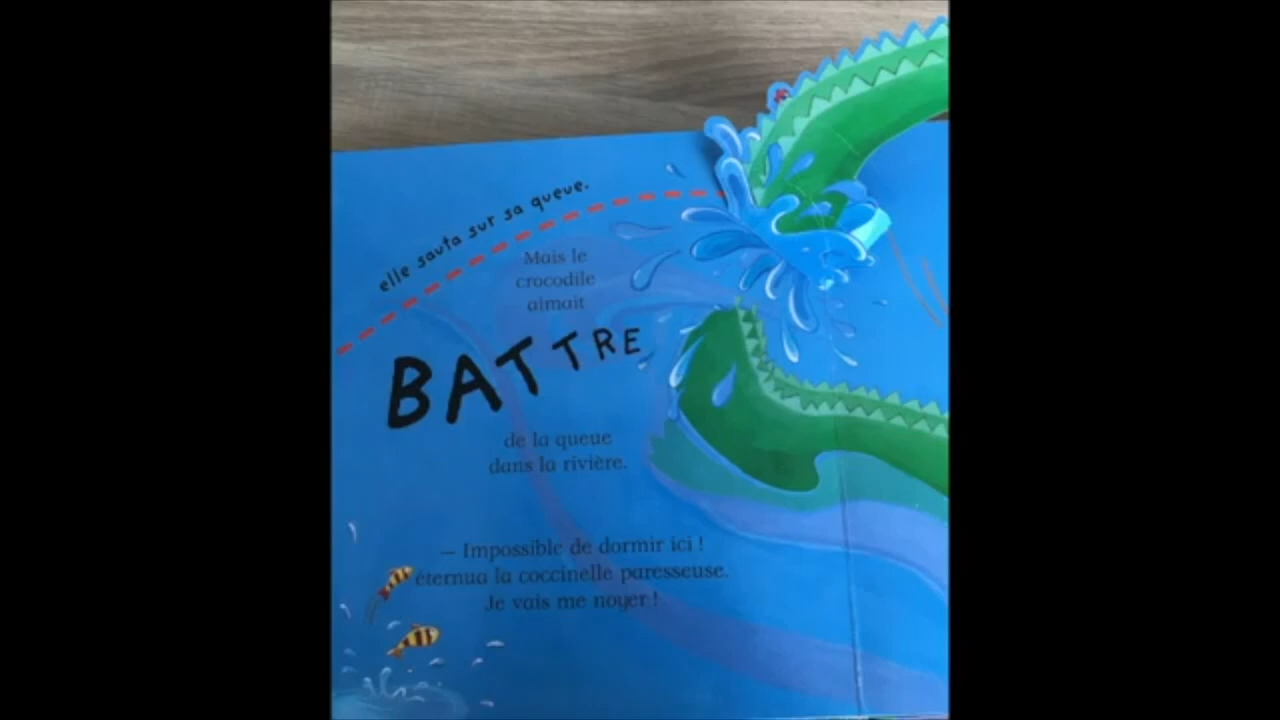 elle sauta sur sa queue.
Mais le
crocodile
aimait
BATTRE
de la queue
dans la rivière.
— Impossible de dormir ici !
éternua la coccinelle paresseuse.
Je vais me noyer !